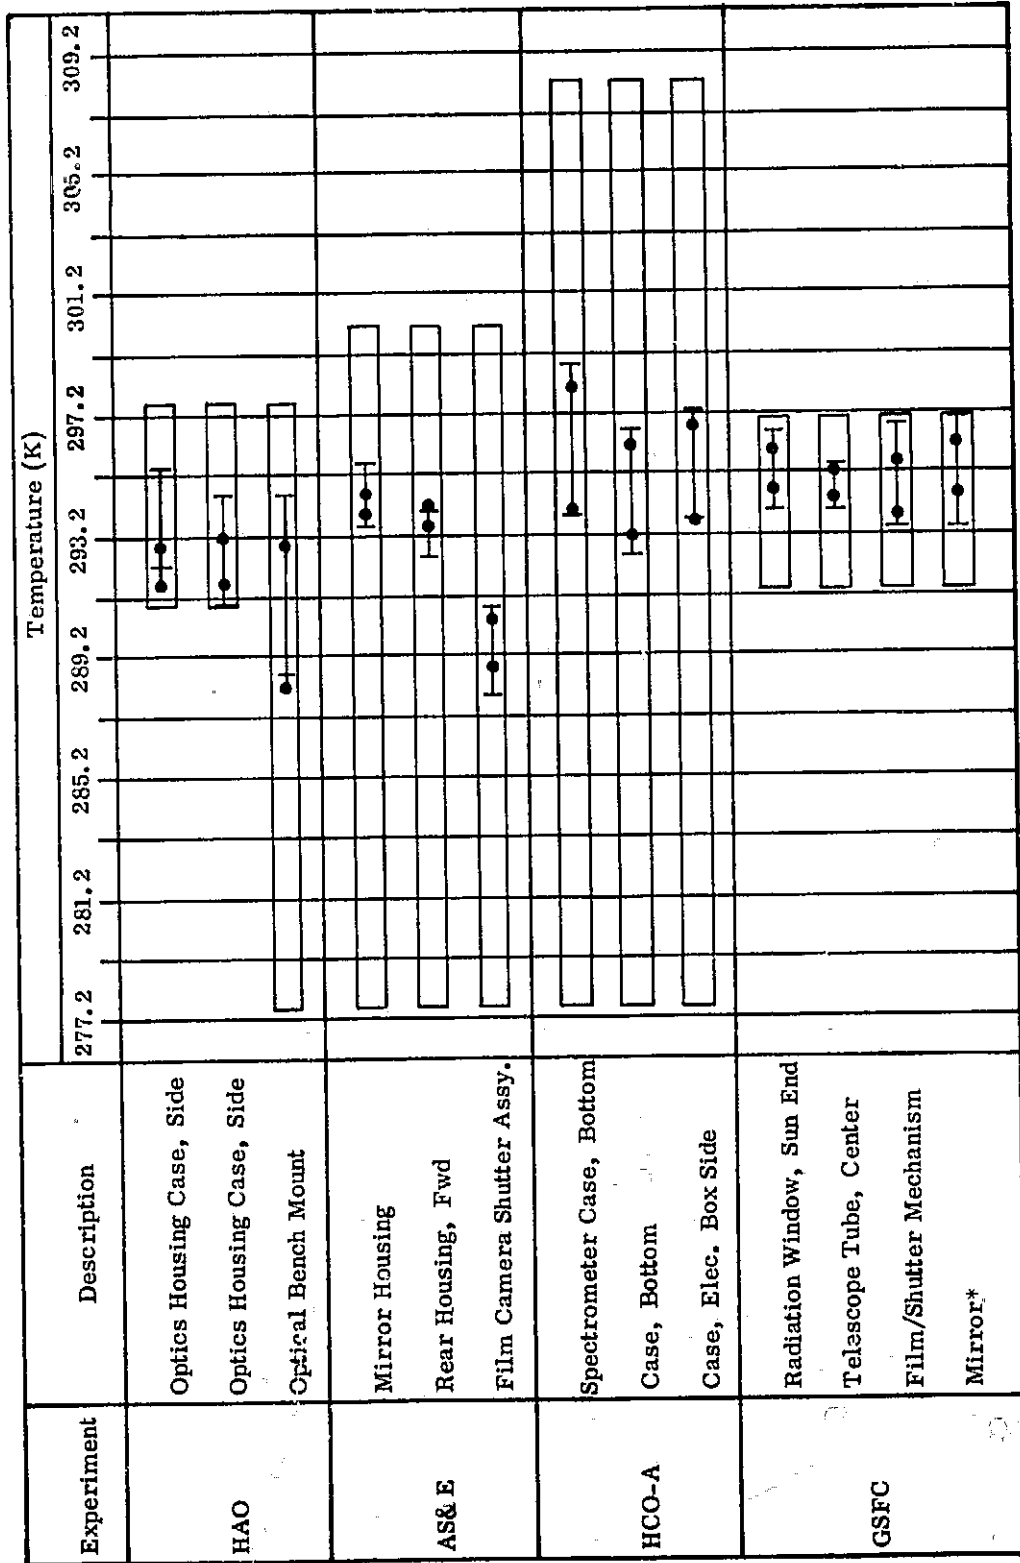 Experiment
Description
Temperature (K)
277.2 281.2 285.2 289.2 293.2 297.2 301.2 305.2 309.2
HAO
Optics Housing Case, Side
Optics Housing Case, Side
Optical Bench Mount
AS&E
Mirror Housing
Rear Housing, Fwd
Film Camera Shutter Assy.
HCO-A
Spectrometer Case, Bottom
Case, Bottom
Case, Elec. Box Side
GSFC
Radiation Window, Sun End
Telescope Tube, Center
Film/Shutter Mechanism
Mirror*